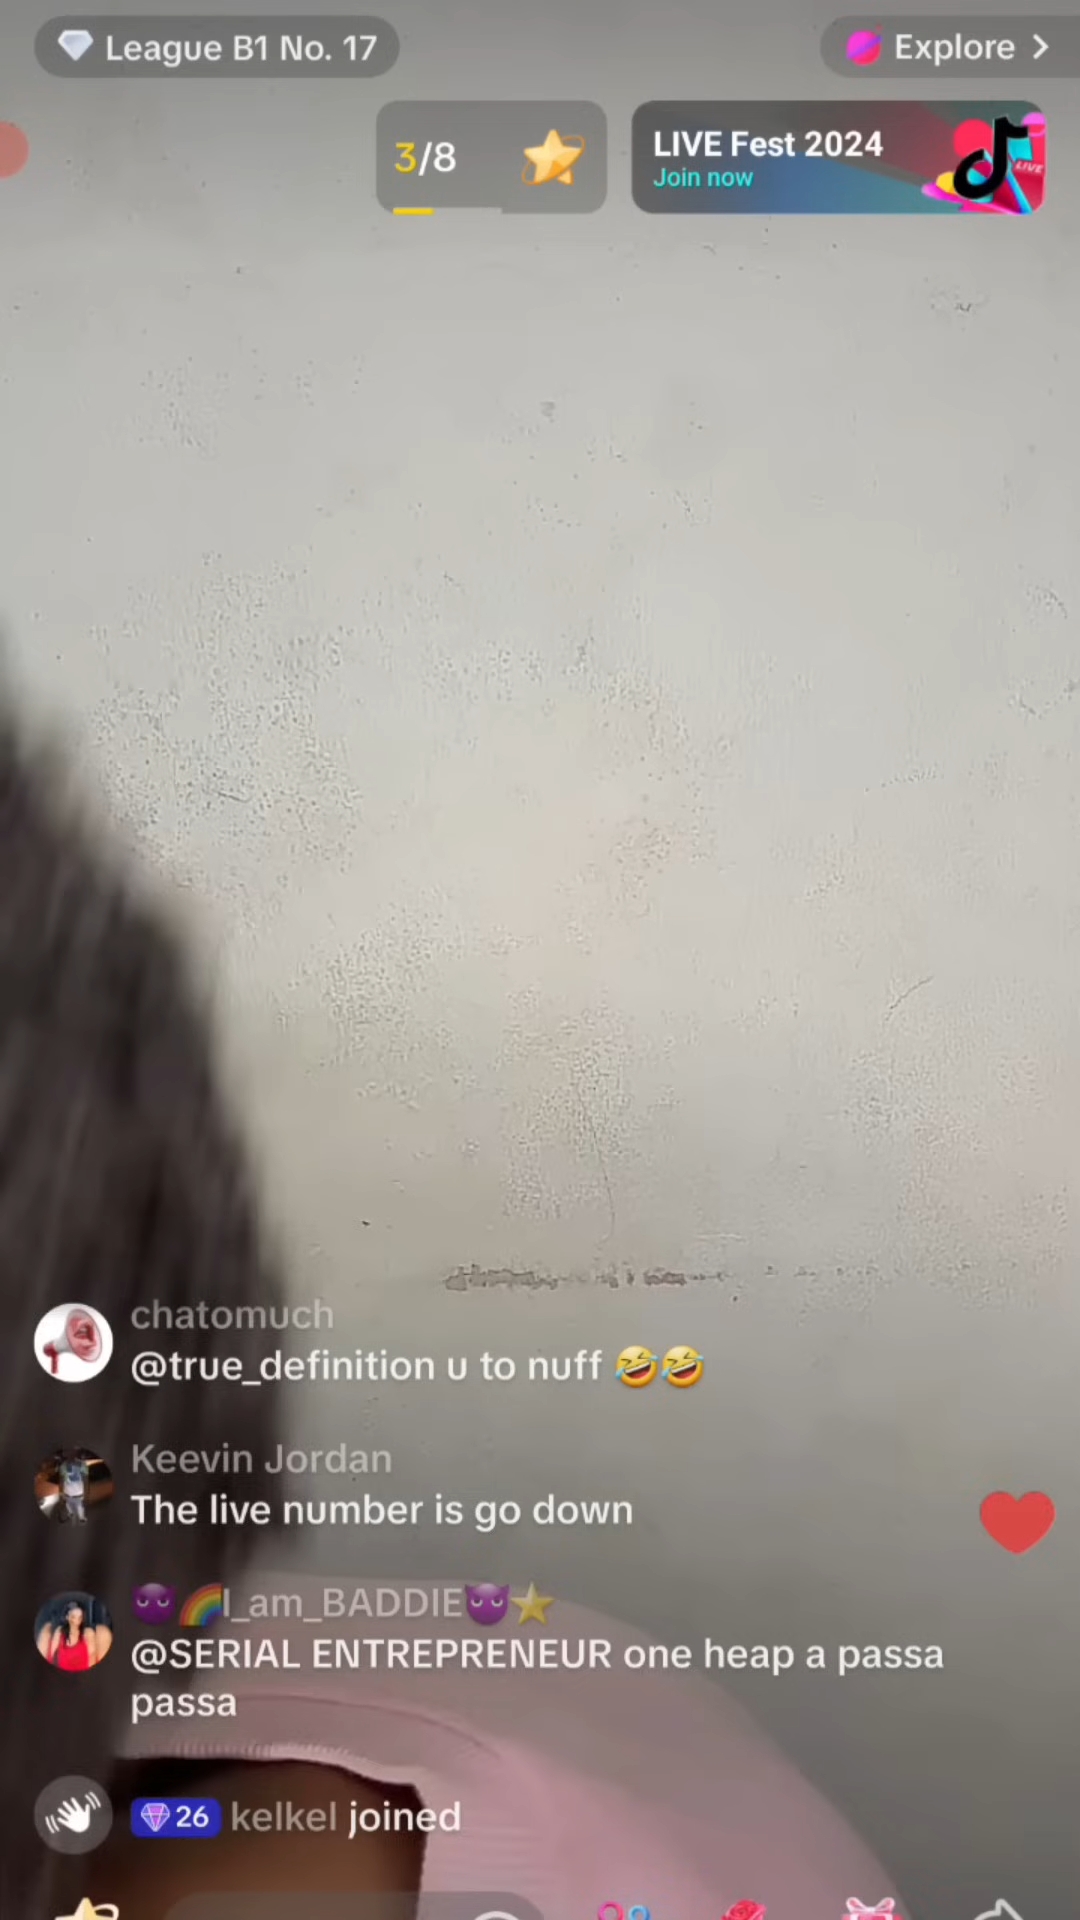 League B1 No. 17
Explore >
3/8
LIVE Fest 2024
Join now
LIVE
chatomuch
@true_definition u to nuff 🤣🤣
Keevin Jordan
The live number is go down
😈🌈I_am_BADDIE😈⭐
@SERIAL ENTREPRENEUR one heap a passa
passa
26 kelkel joined